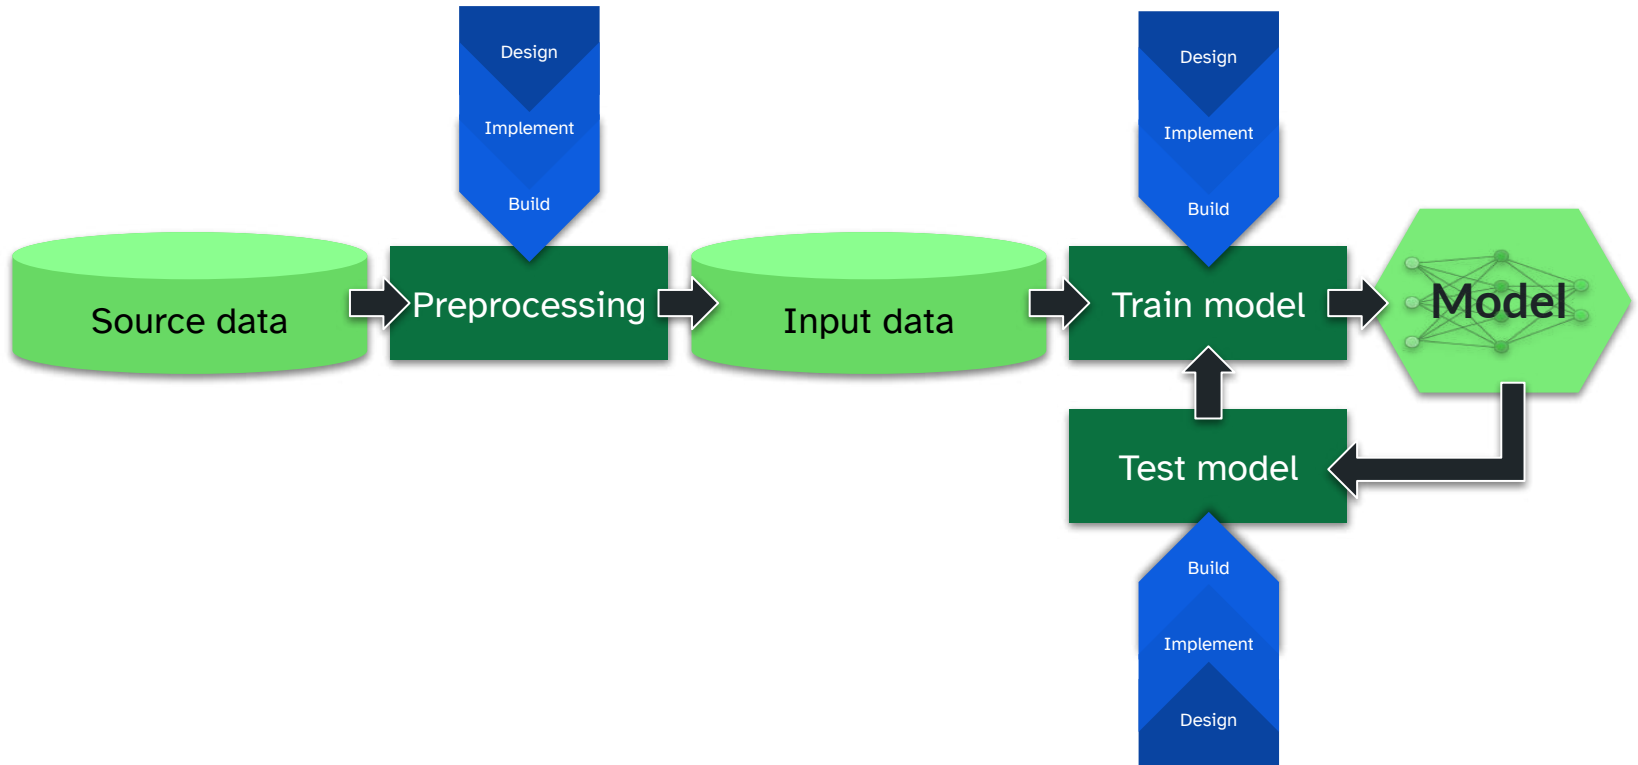 Design
Implement
Build
Design
Implement
Build
Source data
Preprocessing
Input data
Train model
Model
Test model
Build
Implement
Design